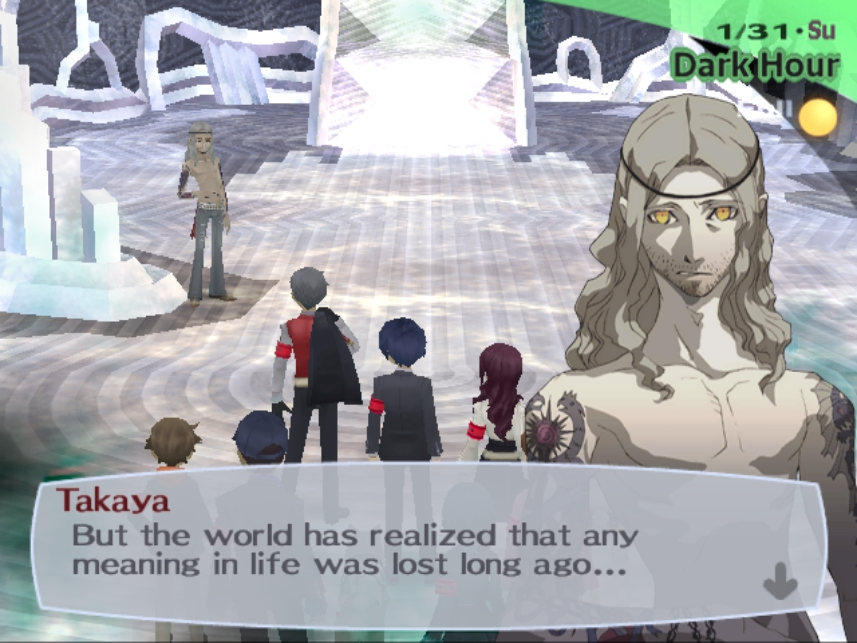 1/31·Su
Dark Hour
Takaya
But the world has realized that any
meaning in life was lost long ago...